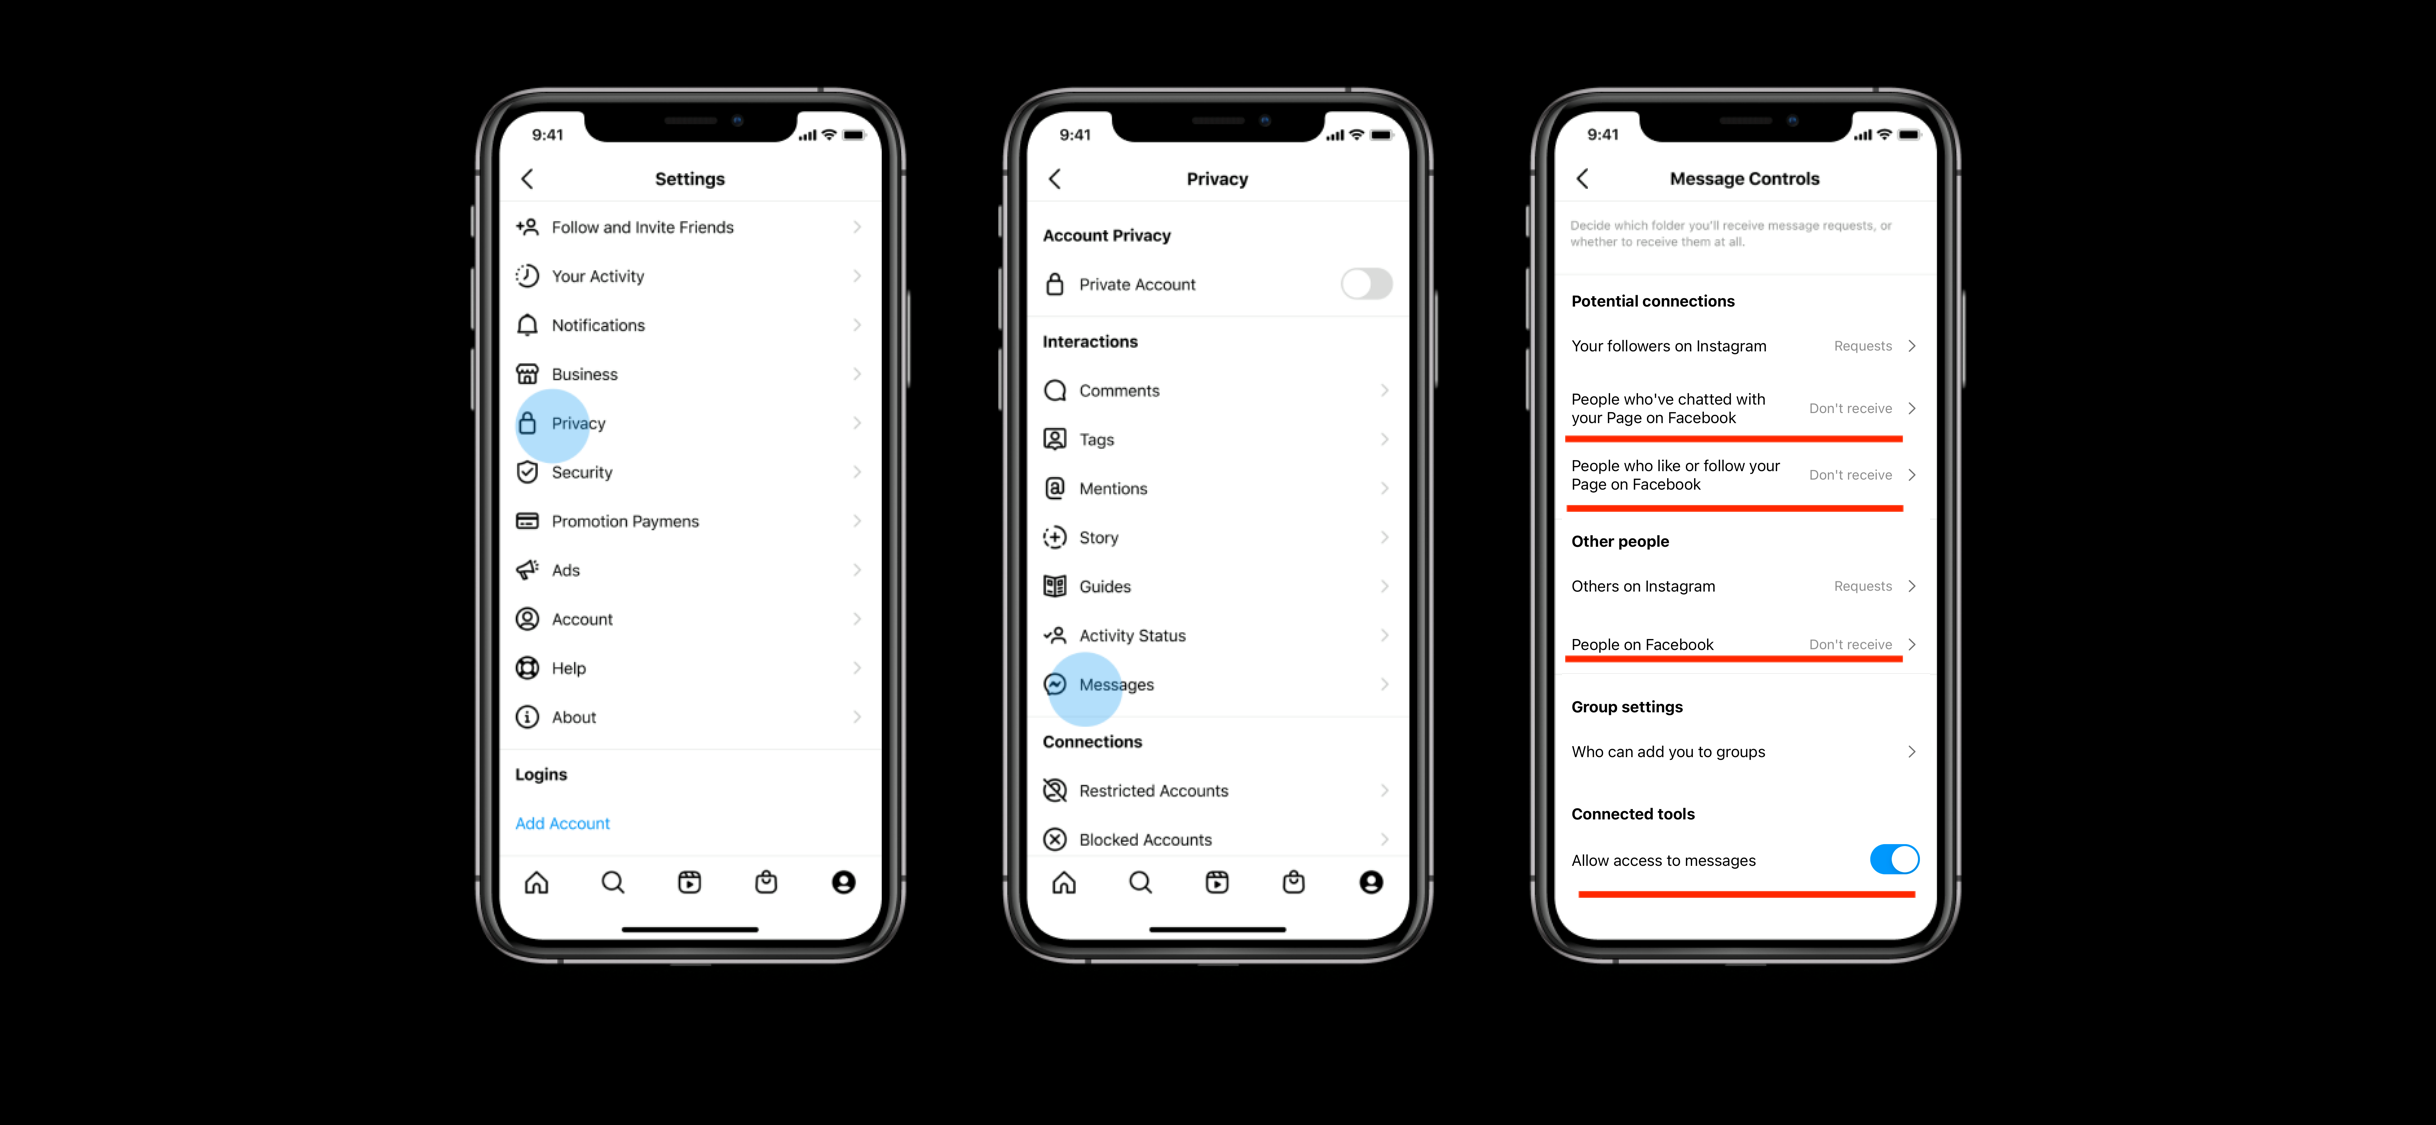 9:41
Settings
Follow and Invite Friends
Your Activity
Notifications
Business
Privacy
Security
Promotion Paymens
Ads
Account
Help
About
Logins
Add Account
9:41
Privacy
Account Privacy
Private Account
Interactions
Comments
Tags
Mentions
Story
Guides
Activity Status
Messages
Connections
Restricted Accounts
Blocked Accounts
9:41
Message Controls
Decide which folder you'll receive message requests, or
whether to receive them at all.
Potential connections
Your followers on Instagram Requests
People who've chatted with
your Page on Facebook Don't receive
People who like or follow your
Page on Facebook Don't receive
Other people
Others on Instagram Requests
People on Facebook Don't receive
Group settings
Who can add you to groups
Connected tools
Allow access to messages